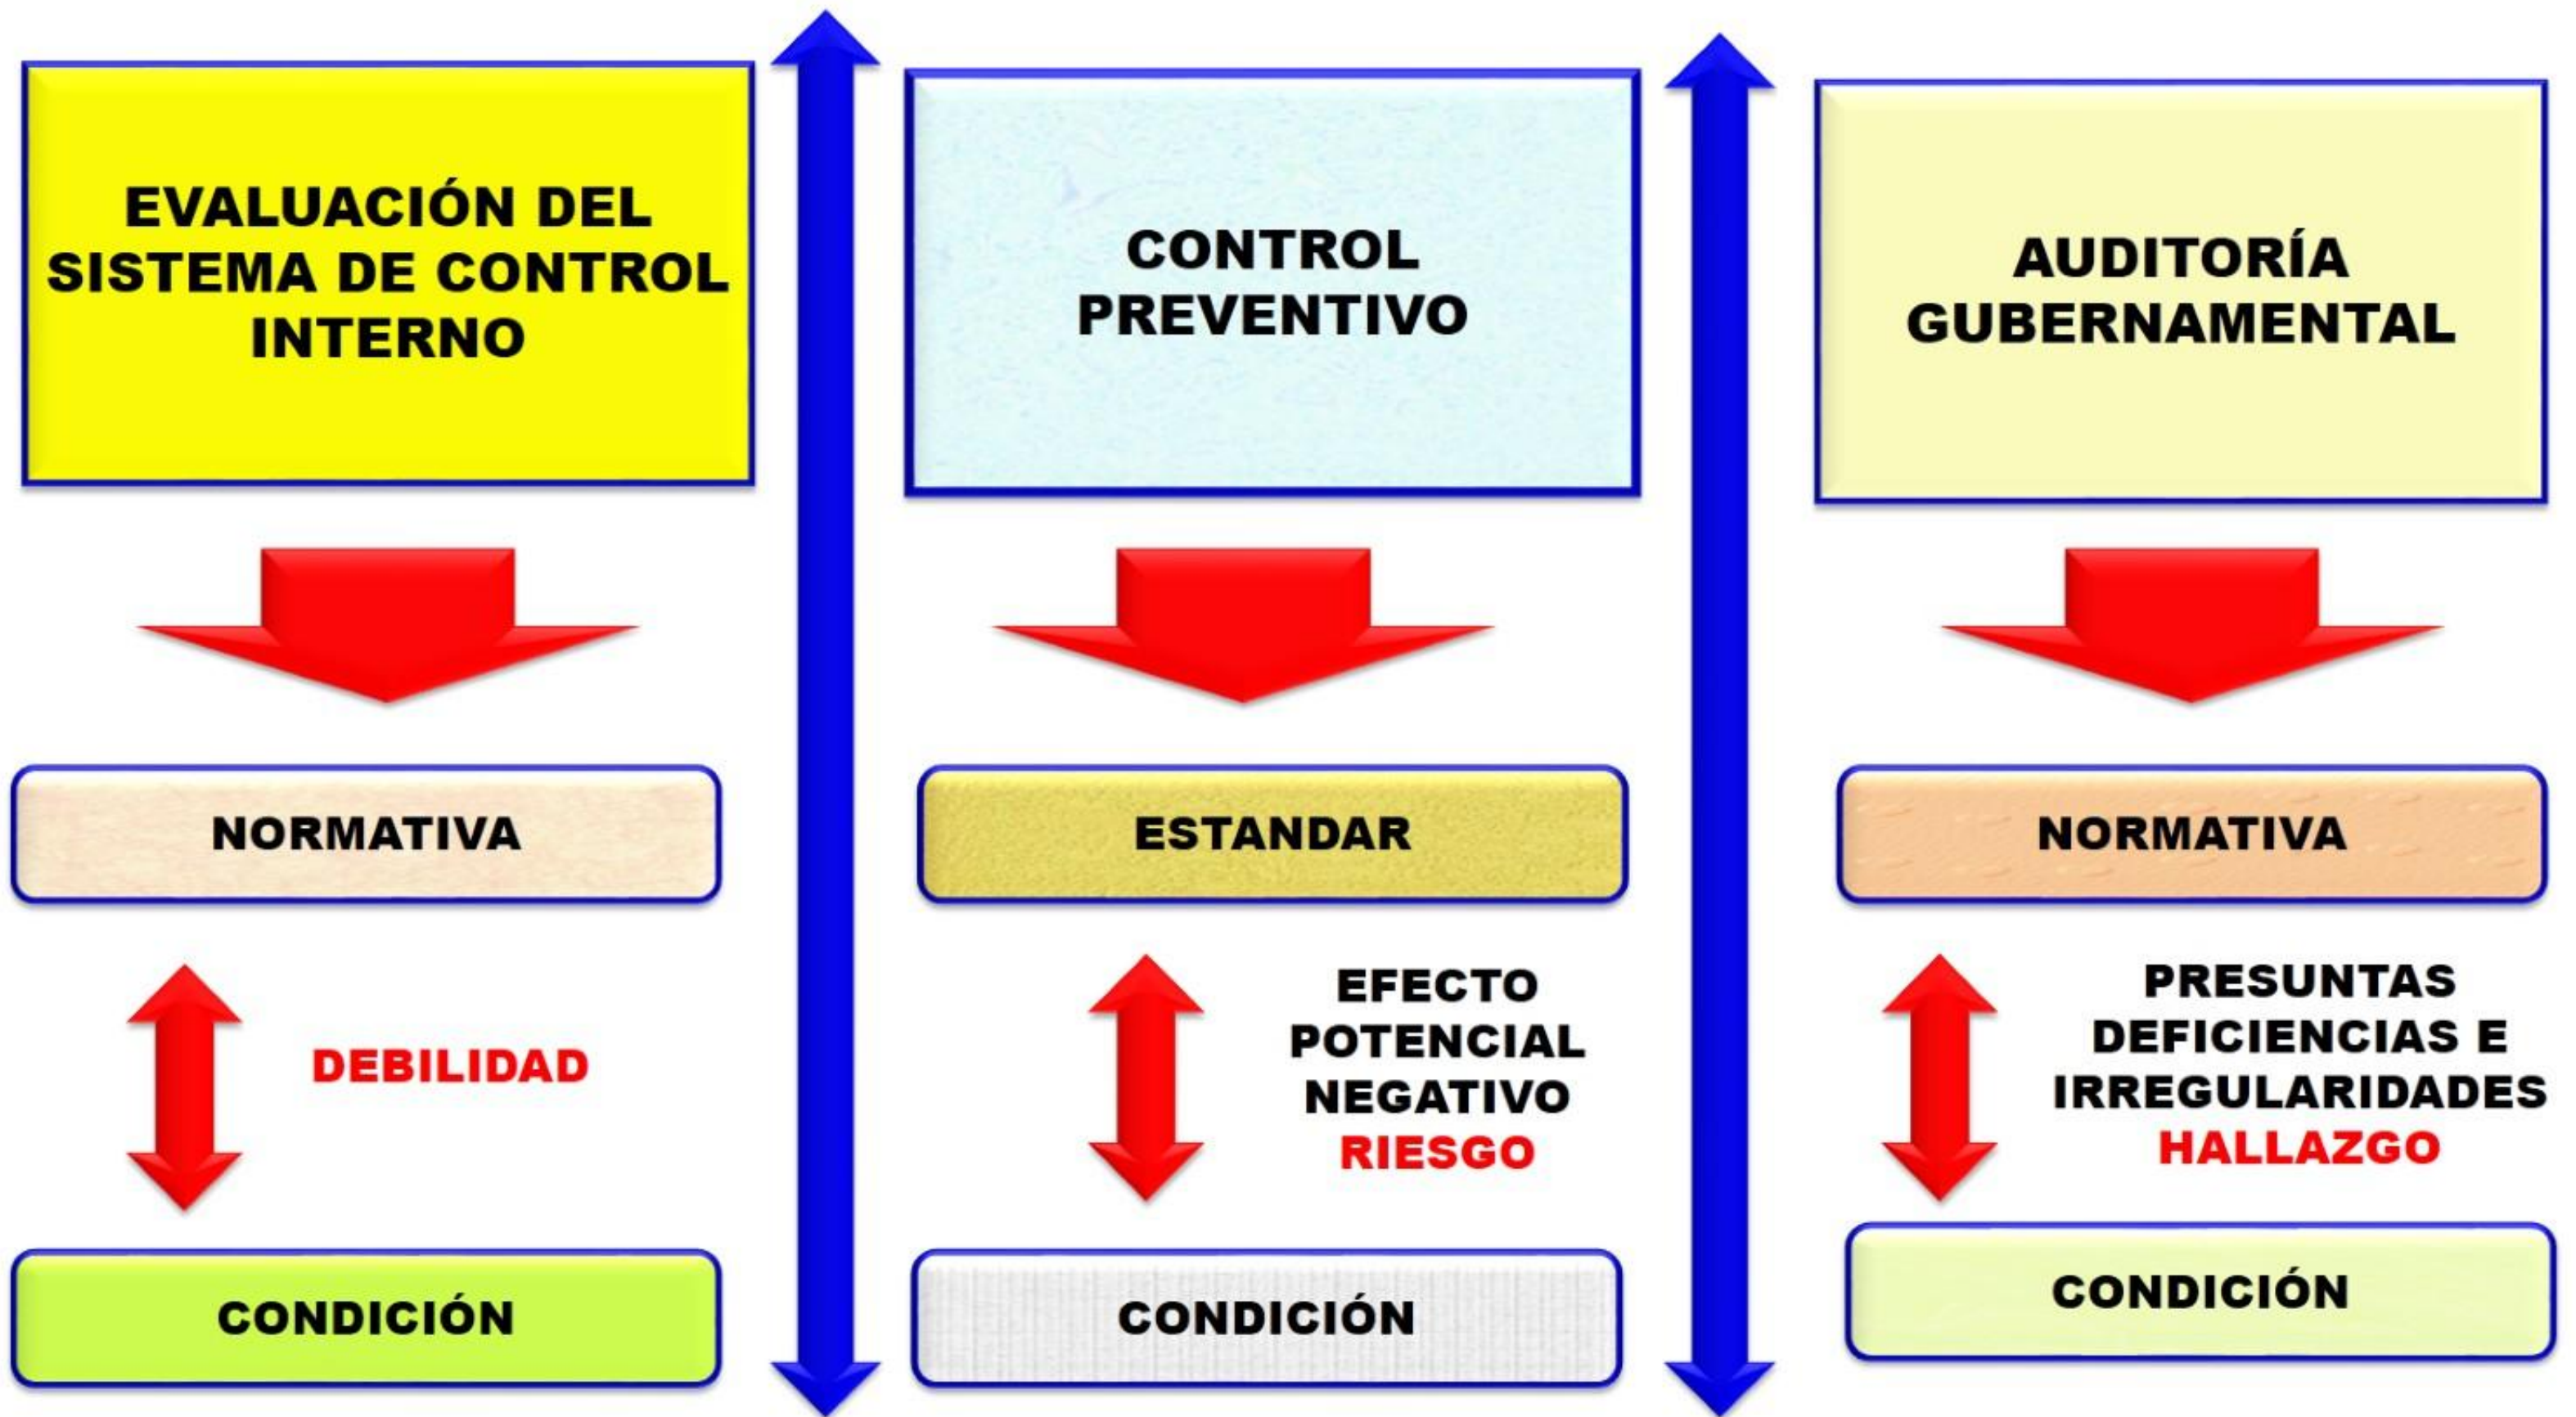 EVALUACIÓN DEL
SISTEMA DE CONTROL
INTERNO
NORMATIVA
DEBILIDAD
CONDICIÓN
CONTROL
PREVENTIVO
ESTANDAR
EFECTO
POTENCIAL
NEGATIVO
RIESGO
CONDICIÓN
AUDITORÍA
GUBERNAMENTAL
NORMATIVA
PRESUNTAS
DEFICIENCIAS E
IRREGULARIDADES
HALLAZGO
CONDICIÓN